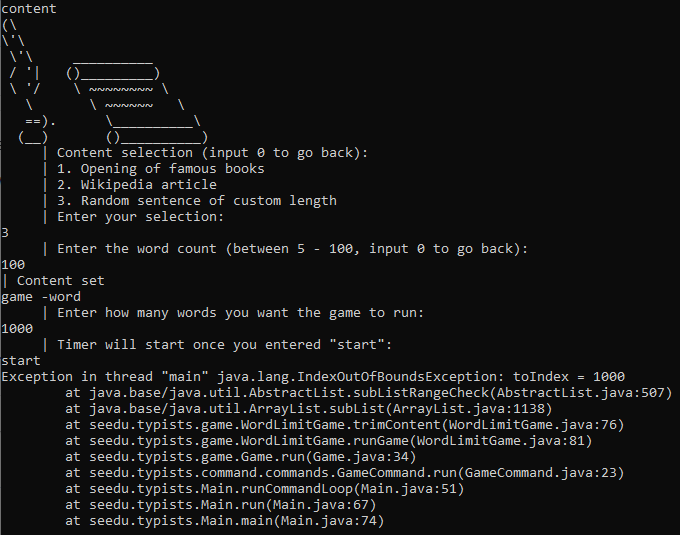 content
(\
\'\
 \'\     __________
 / '|   ()_________)
 \ '/    \ ~~~~~~~~ \
   \       \ ~~~~~~   \
   ==).      \__________\
  (__)       ()__________)
| Content selection (input 0 to go back):
| 1. Opening of famous books
| 2. Wikipedia article
| 3. Random sentence of custom length
| Enter your selection:
3
| Enter the word count (between 5 - 100, input 0 to go back):
100
| Content set
game -word
| Enter how many words you want the game to run:
1000
| Timer will start once you entered "start":
start
Exception in thread "main" java.lang.IndexOutOfBoundsException: toIndex = 1000
at java.base/java.util.AbstractList.subListRangeCheck(AbstractList.java:507)
at java.base/java.util.ArrayList.subList(ArrayList.java:1138)
at seedu.typists.game.WordLimitGame.trimContent(WordLimitGame.java:76)
at seedu.typists.game.WordLimitGame.runGame(WordLimitGame.java:81)
at seedu.typists.game.Game.run(Game.java:34)
at seedu.typists.command.commands.GameCommand.run(GameCommand.java:23)
at seedu.typists.Main.runCommandLoop(Main.java:51)
at seedu.typists.Main.run(Main.java:67)
at seedu.typists.Main.main(Main.java:74)